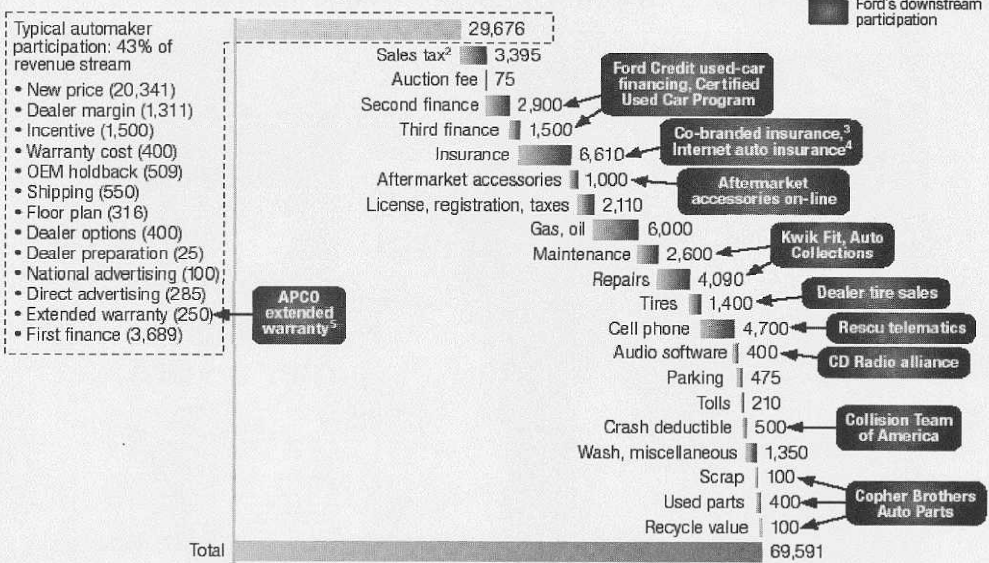 Ford's downstream
participation
Typical automaker
participation: 43% of
revenue stream
• New price (20,341)
• Dealer margin (1,311)
• Incentive (1,500)
• Warranty cost (400)
• OEM holdback (509)
• Shipping (550)
• Floor plan (316)
• Dealer options (400)
• Dealer preparation (25)
• National advertising (100)
• Direct advertising (285)
• Extended warranty (250)
• First finance (3,689)
APCO
extended
warranty⁵
29,676
Sales tax² 3,395
Auction fee 75
Second finance 2,900
Third finance 1,500
Ford Credit used-car
financing, Certified
Used Car Program
Insurance 6,610
Co-branded insurance,³
Internet auto insurance⁴
Aftermarket accessories 1,000
Aftermarket
accessories on-line
License, registration, taxes 2,110
Gas, oil 6,000
Maintenance 2,600
Repairs 4,090
Kwik Fit, Auto
Collections
Tires 1,400
Dealer tire sales
Cell phone 4,700
Rescu telematics
Audio software 400
CD Radio alliance
Parking 475
Tolls 210
Crash deductible 500
Collision Team
of America
Wash, miscellaneous 1,350
Scrap 100
Used parts 400
Recycle value 100
Copher Brothers
Auto Parts
Total 69,591